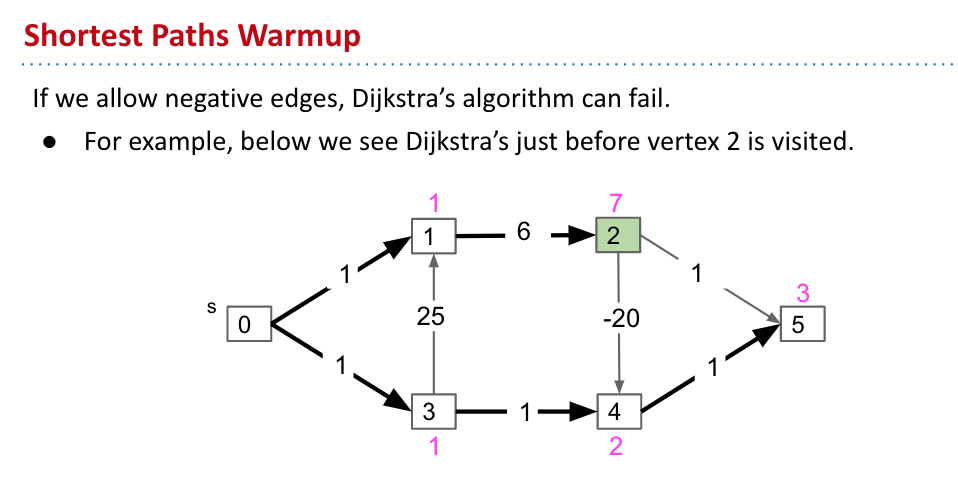 Shortest Paths Warmup
If we allow negative edges, Dijkstra's algorithm can fail.
● For example, below we see Dijkstra's just before vertex 2 is visited.
1 7
1 6 2
1 1
s 3
0 25 -20 5
1 1
3 1 4
1 2